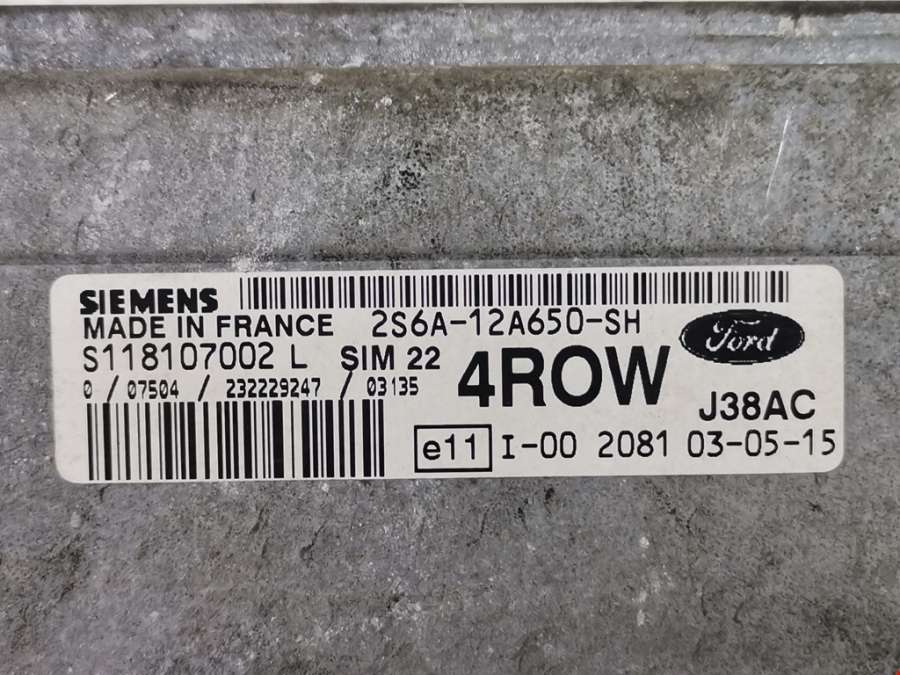 SIEMENS
MADE IN FRANCE 2S6A-12A650-SH
Ford
S118107002 L SIM 22
4ROW
0 / 07504 / 232229247 / 03135
J38AC
e11 I-00 2081 03-05-15